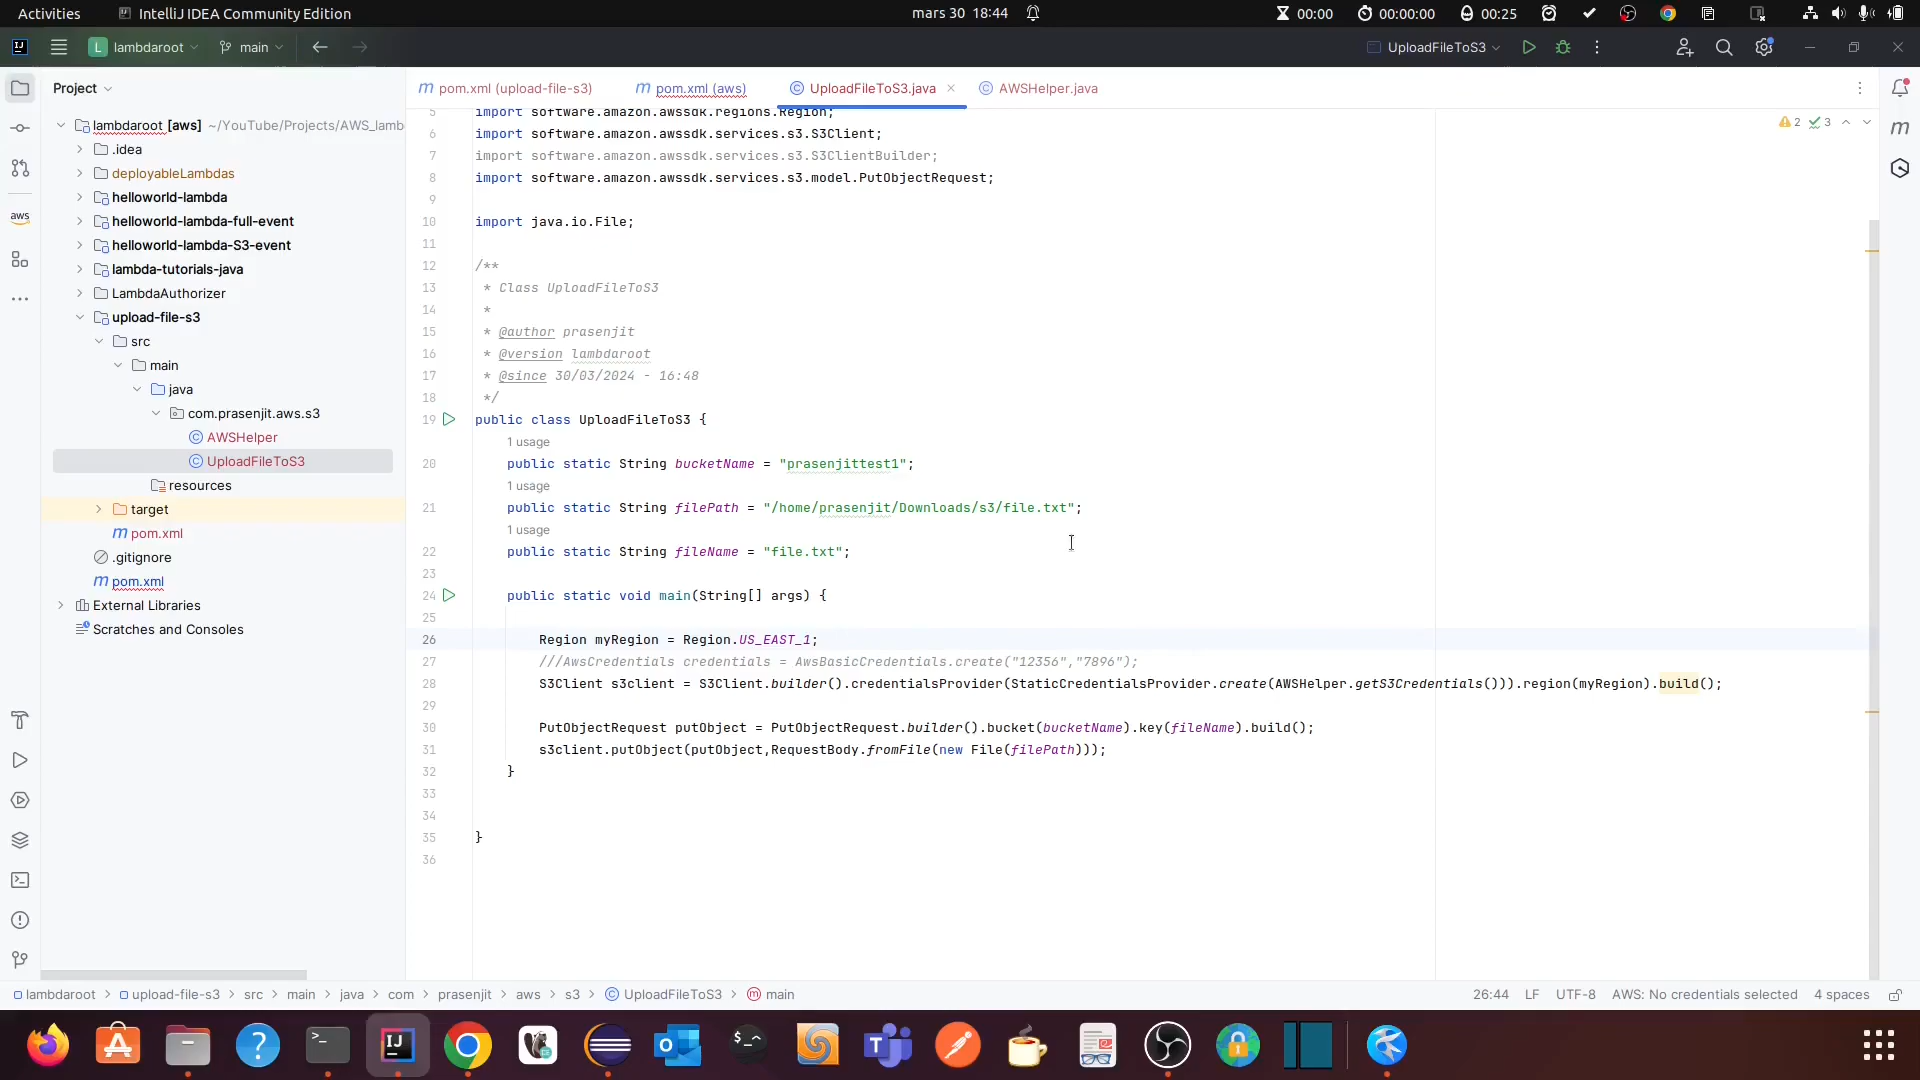 Activities IntelliJ IDEA Community Edition mars 30 18:44 00:00 00:00:00 00:25
L lambdaroot main UploadFileToS3
Project
pom.xml (upload-file-s3) pom.xml (aws) UploadFileToS3.java AWSHelper.java
lambdaroot [aws] ~/YouTube/Projects/AWS_lamb
.idea
deployableLambdas
helloworld-lambda
helloworld-lambda-full-event
helloworld-lambda-S3-event
lambda-tutorials-java
LambdaAuthorizer
upload-file-s3
src
main
java
com.prasenjit.aws.s3
AWSHelper
UploadFileToS3
resources
target
pom.xml
.gitignore
pom.xml
External Libraries
Scratches and Consoles
aws
2 3
5 import software.amazon.awssdk.regions.Region;
6 import software.amazon.awssdk.services.s3.S3Client;
7 import software.amazon.awssdk.services.s3.S3ClientBuilder;
8 import software.amazon.awssdk.services.s3.model.PutObjectRequest;
9
10 import java.io.File;
11
12 /**
13 * Class UploadFileToS3
14 *
15 * @author prasenjit
16 * @version lambdaroot
17 * @since 30/03/2024 - 16:48
18 */
19 public class UploadFileToS3 {
1 usage
20 public static String bucketName = "prasenjittest1";
1 usage
21 public static String filePath = "/home/prasenjit/Downloads/s3/file.txt";
1 usage
22 public static String fileName = "file.txt";
23
24 public static void main(String[] args) {
25
26 Region myRegion = Region.US_EAST_1;
27 ///AwsCredentials credentials = AwsBasicCredentials.create("12356","7896");
28 S3Client s3client = S3Client.builder().credentialsProvider(StaticCredentialsProvider.create(AWSHelper.getS3Credentials())).region(myRegion).build();
29
30 PutObjectRequest putObject = PutObjectRequest.builder().bucket(bucketName).key(fileName).build();
31 s3client.putObject(putObject,RequestBody.fromFile(new File(filePath)));
32 }
33
34
35 }
36
lambdaroot > upload-file-s3 > src > main > java > com > prasenjit > aws > s3 > UploadFileToS3 > main 26:44 LF UTF-8 AWS: No credentials selected 4 spaces